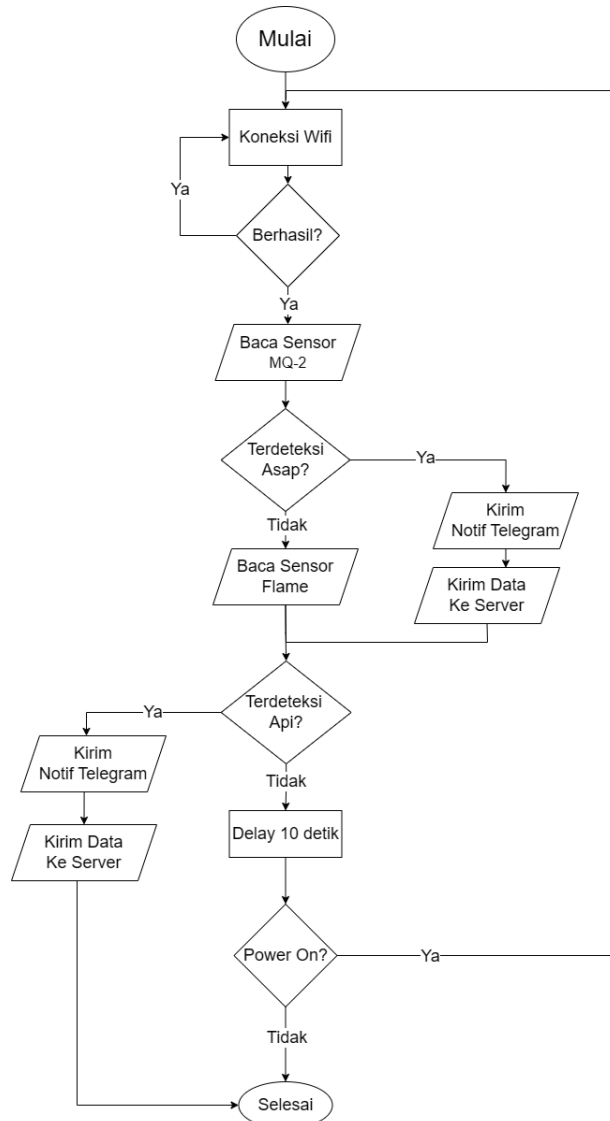 Mulai
Koneksi Wifi
Ya
Berhasil?
Ya
Baca Sensor
MQ-2
Terdeteksi
Asap?
Ya
Kirim
Notif Telegram
Kirim Data
Ke Server
Tidak
Baca Sensor
Flame
Terdeteksi
Api?
Ya
Kirim
Notif Telegram
Kirim Data
Ke Server
Tidak
Delay 10 detik
Power On?
Ya
Tidak
Selesai